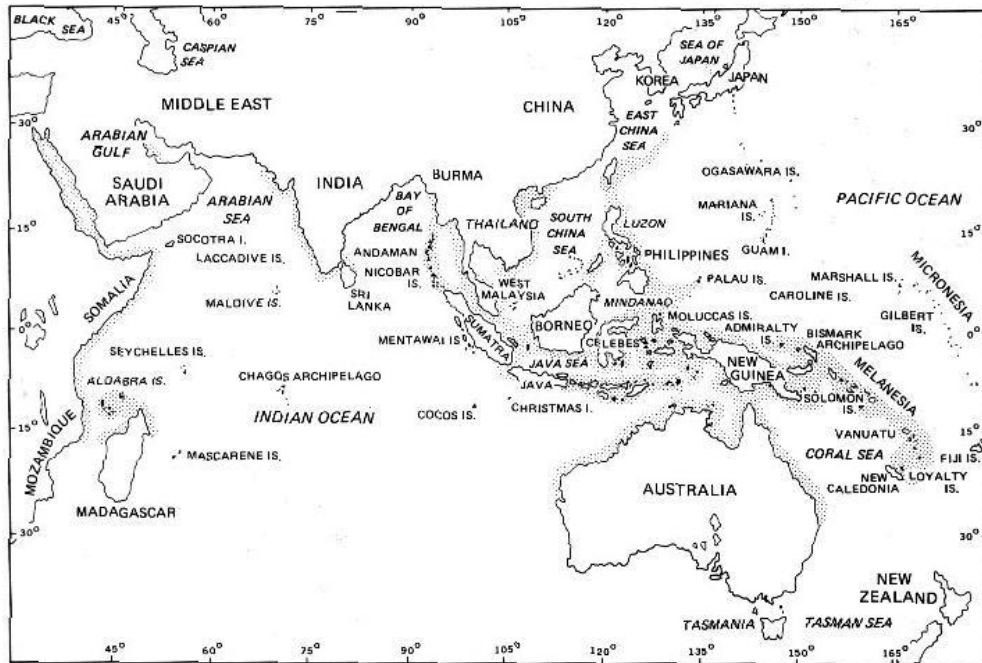 45° 60° 75° 90° 105° 120° 135° 150° 165°
BLACK
SEA
CASPIAN
SEA
SEA OF
JAPAN
KOREA
JAPAN
MIDDLE EAST
CHINA
30°
30°
EAST
CHINA
SEA
ARABIAN
GULF
SAUDI
ARABIA
ARABIAN
SEA
INDIA
BURMA
OGASAWARA IS.
BAY
OF
BENGAL
THAILAND
SOUTH
CHINA
SEA
LUZON
MARIANA
IS.
PACIFIC OCEAN
15°
15°
SOCOTRA I.
LACCADIVE IS.
ANDAMAN
NICOBAR
IS.
PHILIPPINES
GUAM I.
SOMALIA
MALDIVE IS.
SRI
LANKA
WEST
MALAYSIA
PALAU IS.
MARSHALL IS.
CAROLINE IS.
MICRONESIA
MINDANAO
GILBERT
IS.
0°
0°
SUMATRA
BORNEO
MOLUCCAS IS.
ADMIRALTY
IS.
BISMARK
ARCHIPELAGO
MENTAWAI IS
CELEBES
SEYCHELLES IS.
JAVA SEA
NEW
GUINEA
MELANESIA
ALDABRA IS.
CHAGOS ARCHIPELAGO
JAVA
SOLOMON
IS.
INDIAN OCEAN
COCOS IS.
CHRISTMAS I.
MOZAMBIQUE
15°
15°
VANUATU
MASCARENE IS.
CORAL SEA
FIJI IS.
NEW
CALEDONIA
LOYALTY
IS.
MADAGASCAR
AUSTRALIA
30°
30°
NEW
ZEALAND
TASMANIA
TASMAN SEA
45° 60° 75° 90° 105° 120° 135° 150° 165°